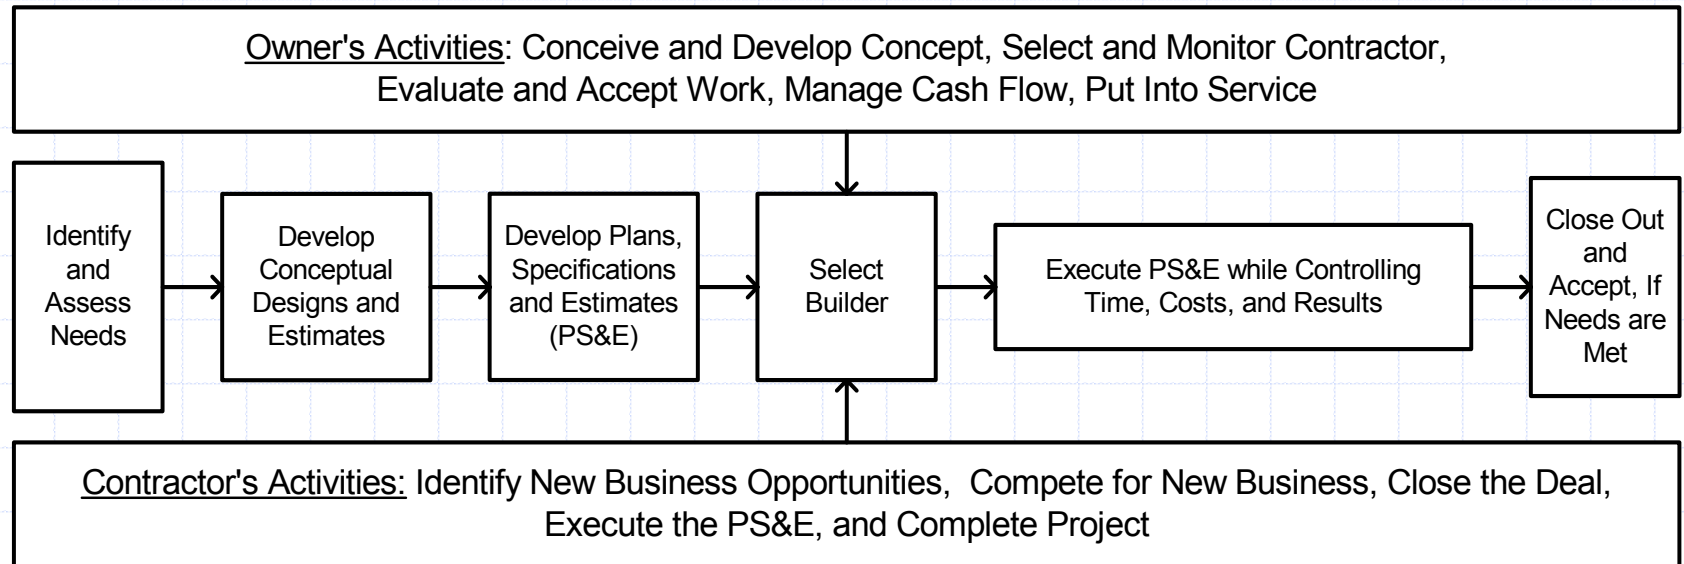 Owner's Activities: Conceive and Develop Concept, Select and Monitor Contractor,
Evaluate and Accept Work, Manage Cash Flow, Put Into Service
Identify
and
Assess
Needs
Develop
Conceptual
Designs and
Estimates
Develop Plans,
Specifications
and Estimates
(PS&E)
Select
Builder
Execute PS&E while Controlling
Time, Costs, and Results
Close Out
and
Accept, If
Needs are
Met
Contractor's Activities: Identify New Business Opportunities,  Compete for New Business, Close the Deal,
Execute the PS&E, and Complete Project